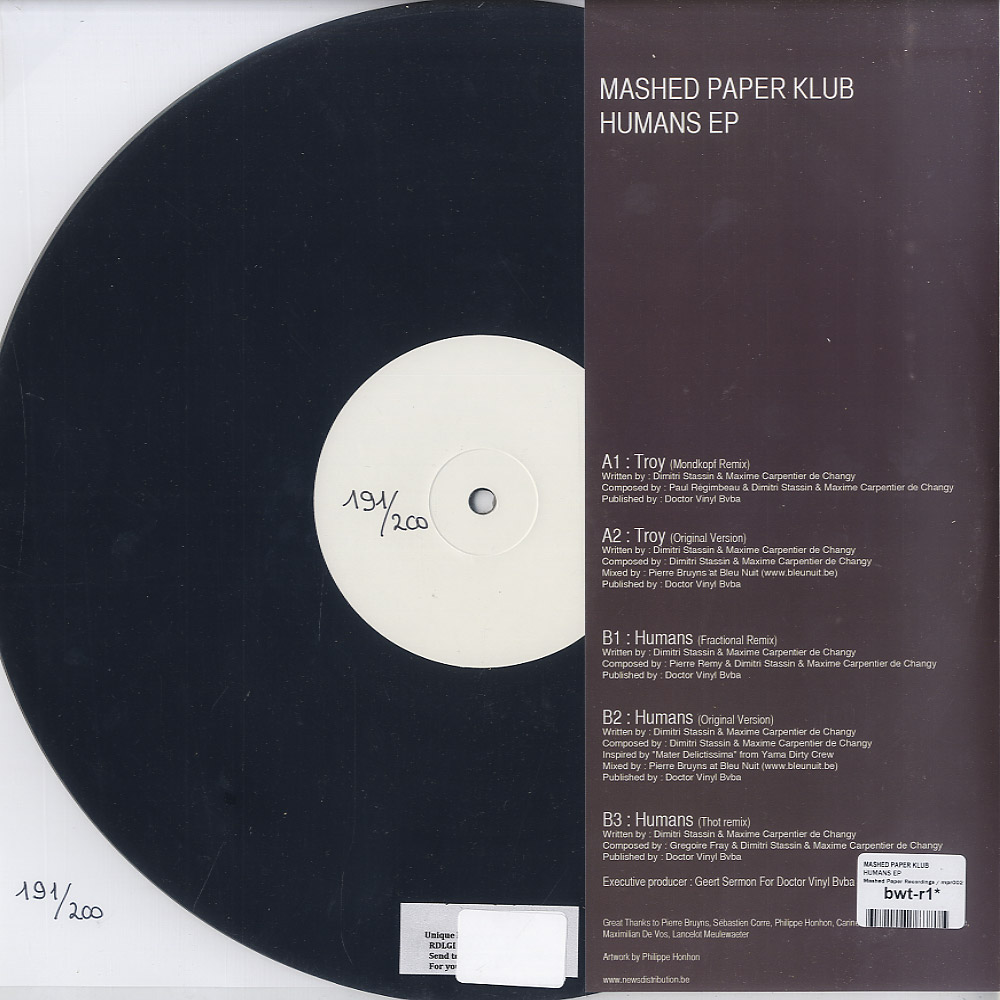 MASHED PAPER KLUB
HUMANS EP
A1 : Troy (Mondkopf Remix)
Written by : Dimitri Stassin & Maxime Carpentier de Changy
Composed by : Paul Régimbeau & Dimitri Stassin & Maxime Carpentier de Changy
Published by : Doctor Vinyl Bvba
A2 : Troy (Original Version)
Written by : Dimitri Stassin & Maxime Carpentier de Changy
Composed by : Dimitri Stassin & Maxime Carpentier de Changy
Mixed by : Pierre Bruyns at Bleu Nuit (www.bleunuit.be)
Published by : Doctor Vinyl Bvba
B1 : Humans (Fractional Remix)
Written by : Dimitri Stassin & Maxime Carpentier de Changy
Composed by : Pierre Remy & Dimitri Stassin & Maxime Carpentier de Changy
Published by : Doctor Vinyl Bvba
B2 : Humans (Original Version)
Written by : Dimitri Stassin & Maxime Carpentier de Changy
Composed by : Dimitri Stassin & Maxime Carpentier de Changy
Inspired by "Mater Delictissima" from Yama Dirty Crew
Mixed by : Pierre Bruyns at Bleu Nuit (www.bleunuit.be)
Published by : Doctor Vinyl Bvba
B3 : Humans (Thot remix)
Written by : Dimitri Stassin & Maxime Carpentier de Changy
Composed by : Gregoire Fray & Dimitri Stassin & Maxime Carpentier de Changy
Published by : Doctor Vinyl Bvba
Executive producer : Geert Sermon For Doctor Vinyl Bvba
Great Thanks to Pierre Bruyns, Sébastien Corre, Philippe Honhon,
Maximilian De Vos, Lancelot Meulewaeter
Artwork by Philippe Honhon
www.newsdistribution.be
MASHED PAPER KLUB
HUMANS EP
Mashed Paper Recordings / mpr002
bwt-r1*
191/200
191/200
Unique
RDLGI
Send
For